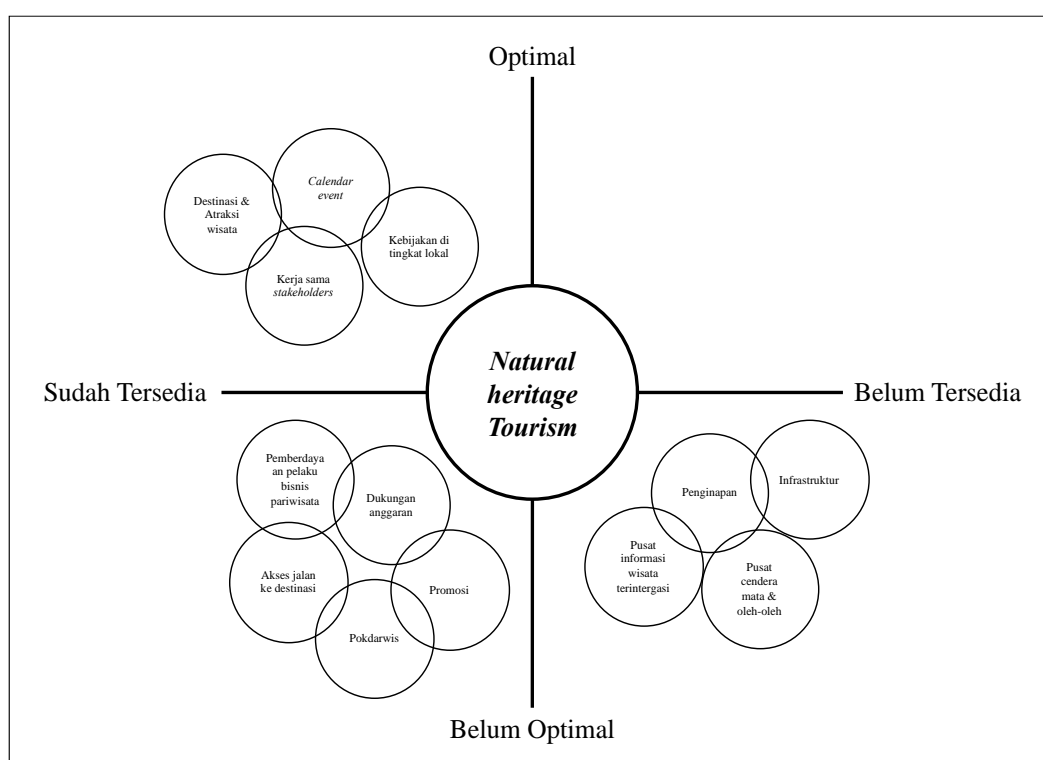 Optimal
Destinasi &
Atraksi
wisata
Calendar
event
Kebijakan di
tingkat lokal
Kerja sama
stakeholders
Sudah Tersedia
Natural
heritage
Tourism
Belum Tersedia
Pemberdaya
an pelaku
bisnis
pariwisata
Dukungan
anggaran
Akses jalan
ke destinasi
Promosi
Pokdarwis
Penginapan
Infrastruktur
Pusat
informasi
wisata
terintergasi
Pusat
cendera
mata &
oleh-oleh
Belum Optimal